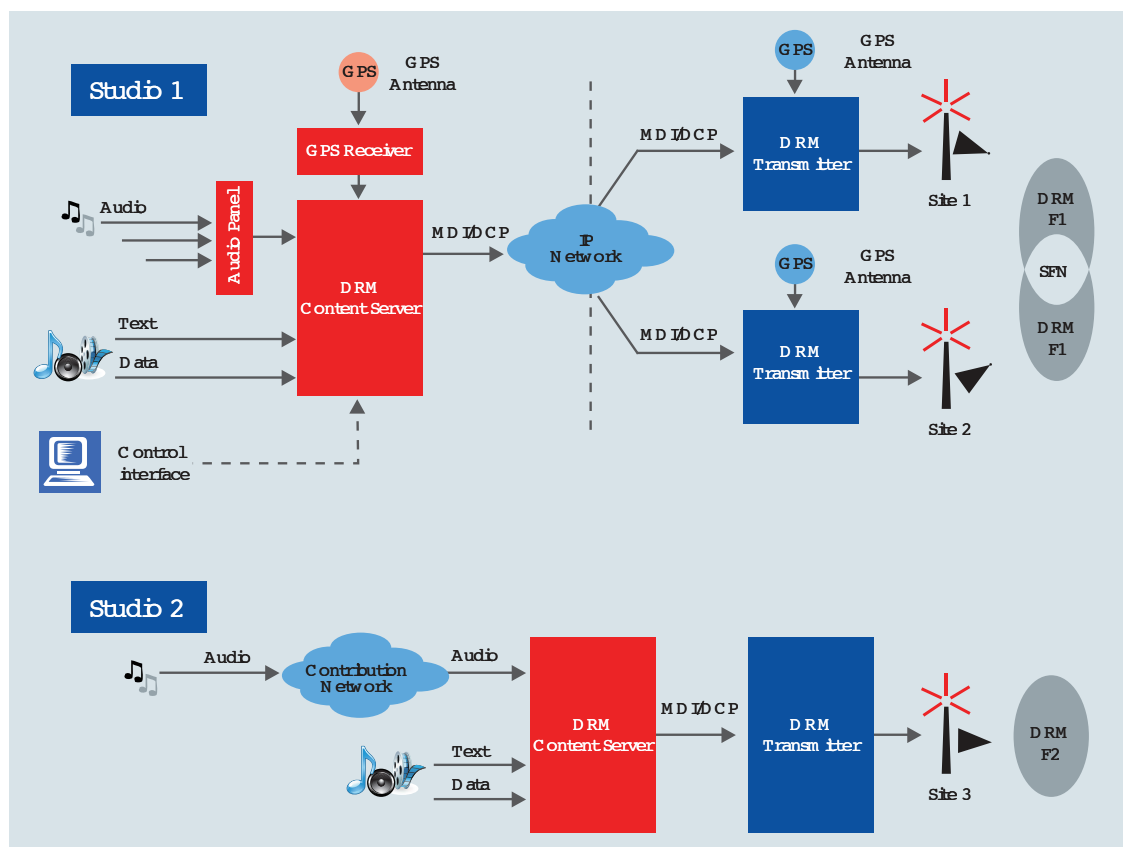 Studio 1
GPS
GPS
Antenna
GPS Receiver
Audio
Audio Panel
MDI/DCP
DRM
Content Server
Text
Data
Control
interface
IP
Network
MDI/DCP
GPS
GPS
Antenna
DRM
Transmitter
Site 1
MDI/DCP
GPS
GPS
Antenna
DRM
Transmitter
Site 2
DRM
F1
SFN
DRM
F1
Studio 2
Audio
Contribution
Network
Audio
Text
Data
DRM
Content Server
MDI/DCP
DRM
Transmitter
Site 3
DRM
F2